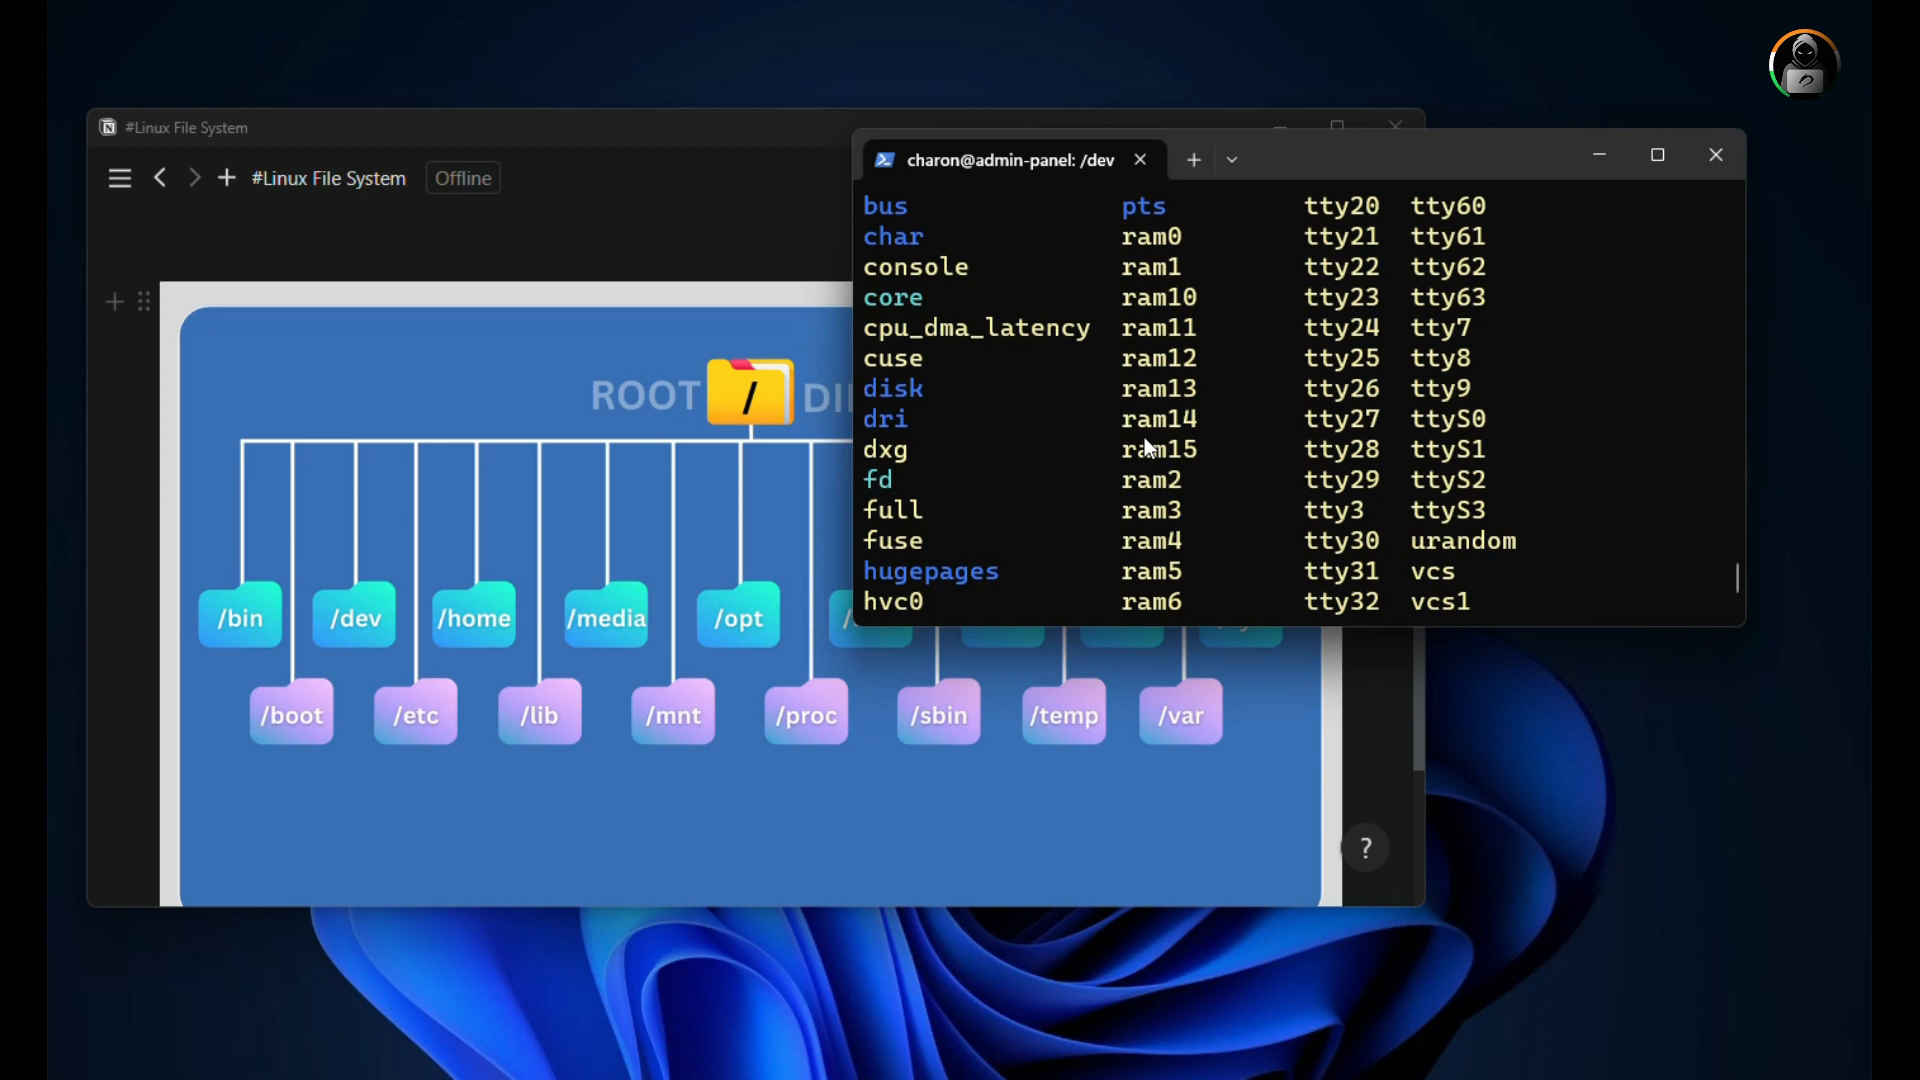 #Linux File System
#Linux File System
Offline
charon@admin-panel: /dev
bus pts tty20 tty60
char ram0 tty21 tty61
console ram1 tty22 tty62
core ram10 tty23 tty63
cpu_dma_latency ram11 tty24 tty7
cuse ram12 tty25 tty8
disk ram13 tty26 tty9
dri ram14 tty27 ttyS0
dxg ram15 tty28 ttyS1
fd ram2 tty29 ttyS2
full ram3 tty3 ttyS3
fuse ram4 tty30 urandom
hugepages ram5 tty31 vcs
hvc0 ram6 tty32 vcs1
ROOT / DI
/bin /dev /home /media /opt
/boot /etc /lib /mnt /proc /sbin /temp /var
?